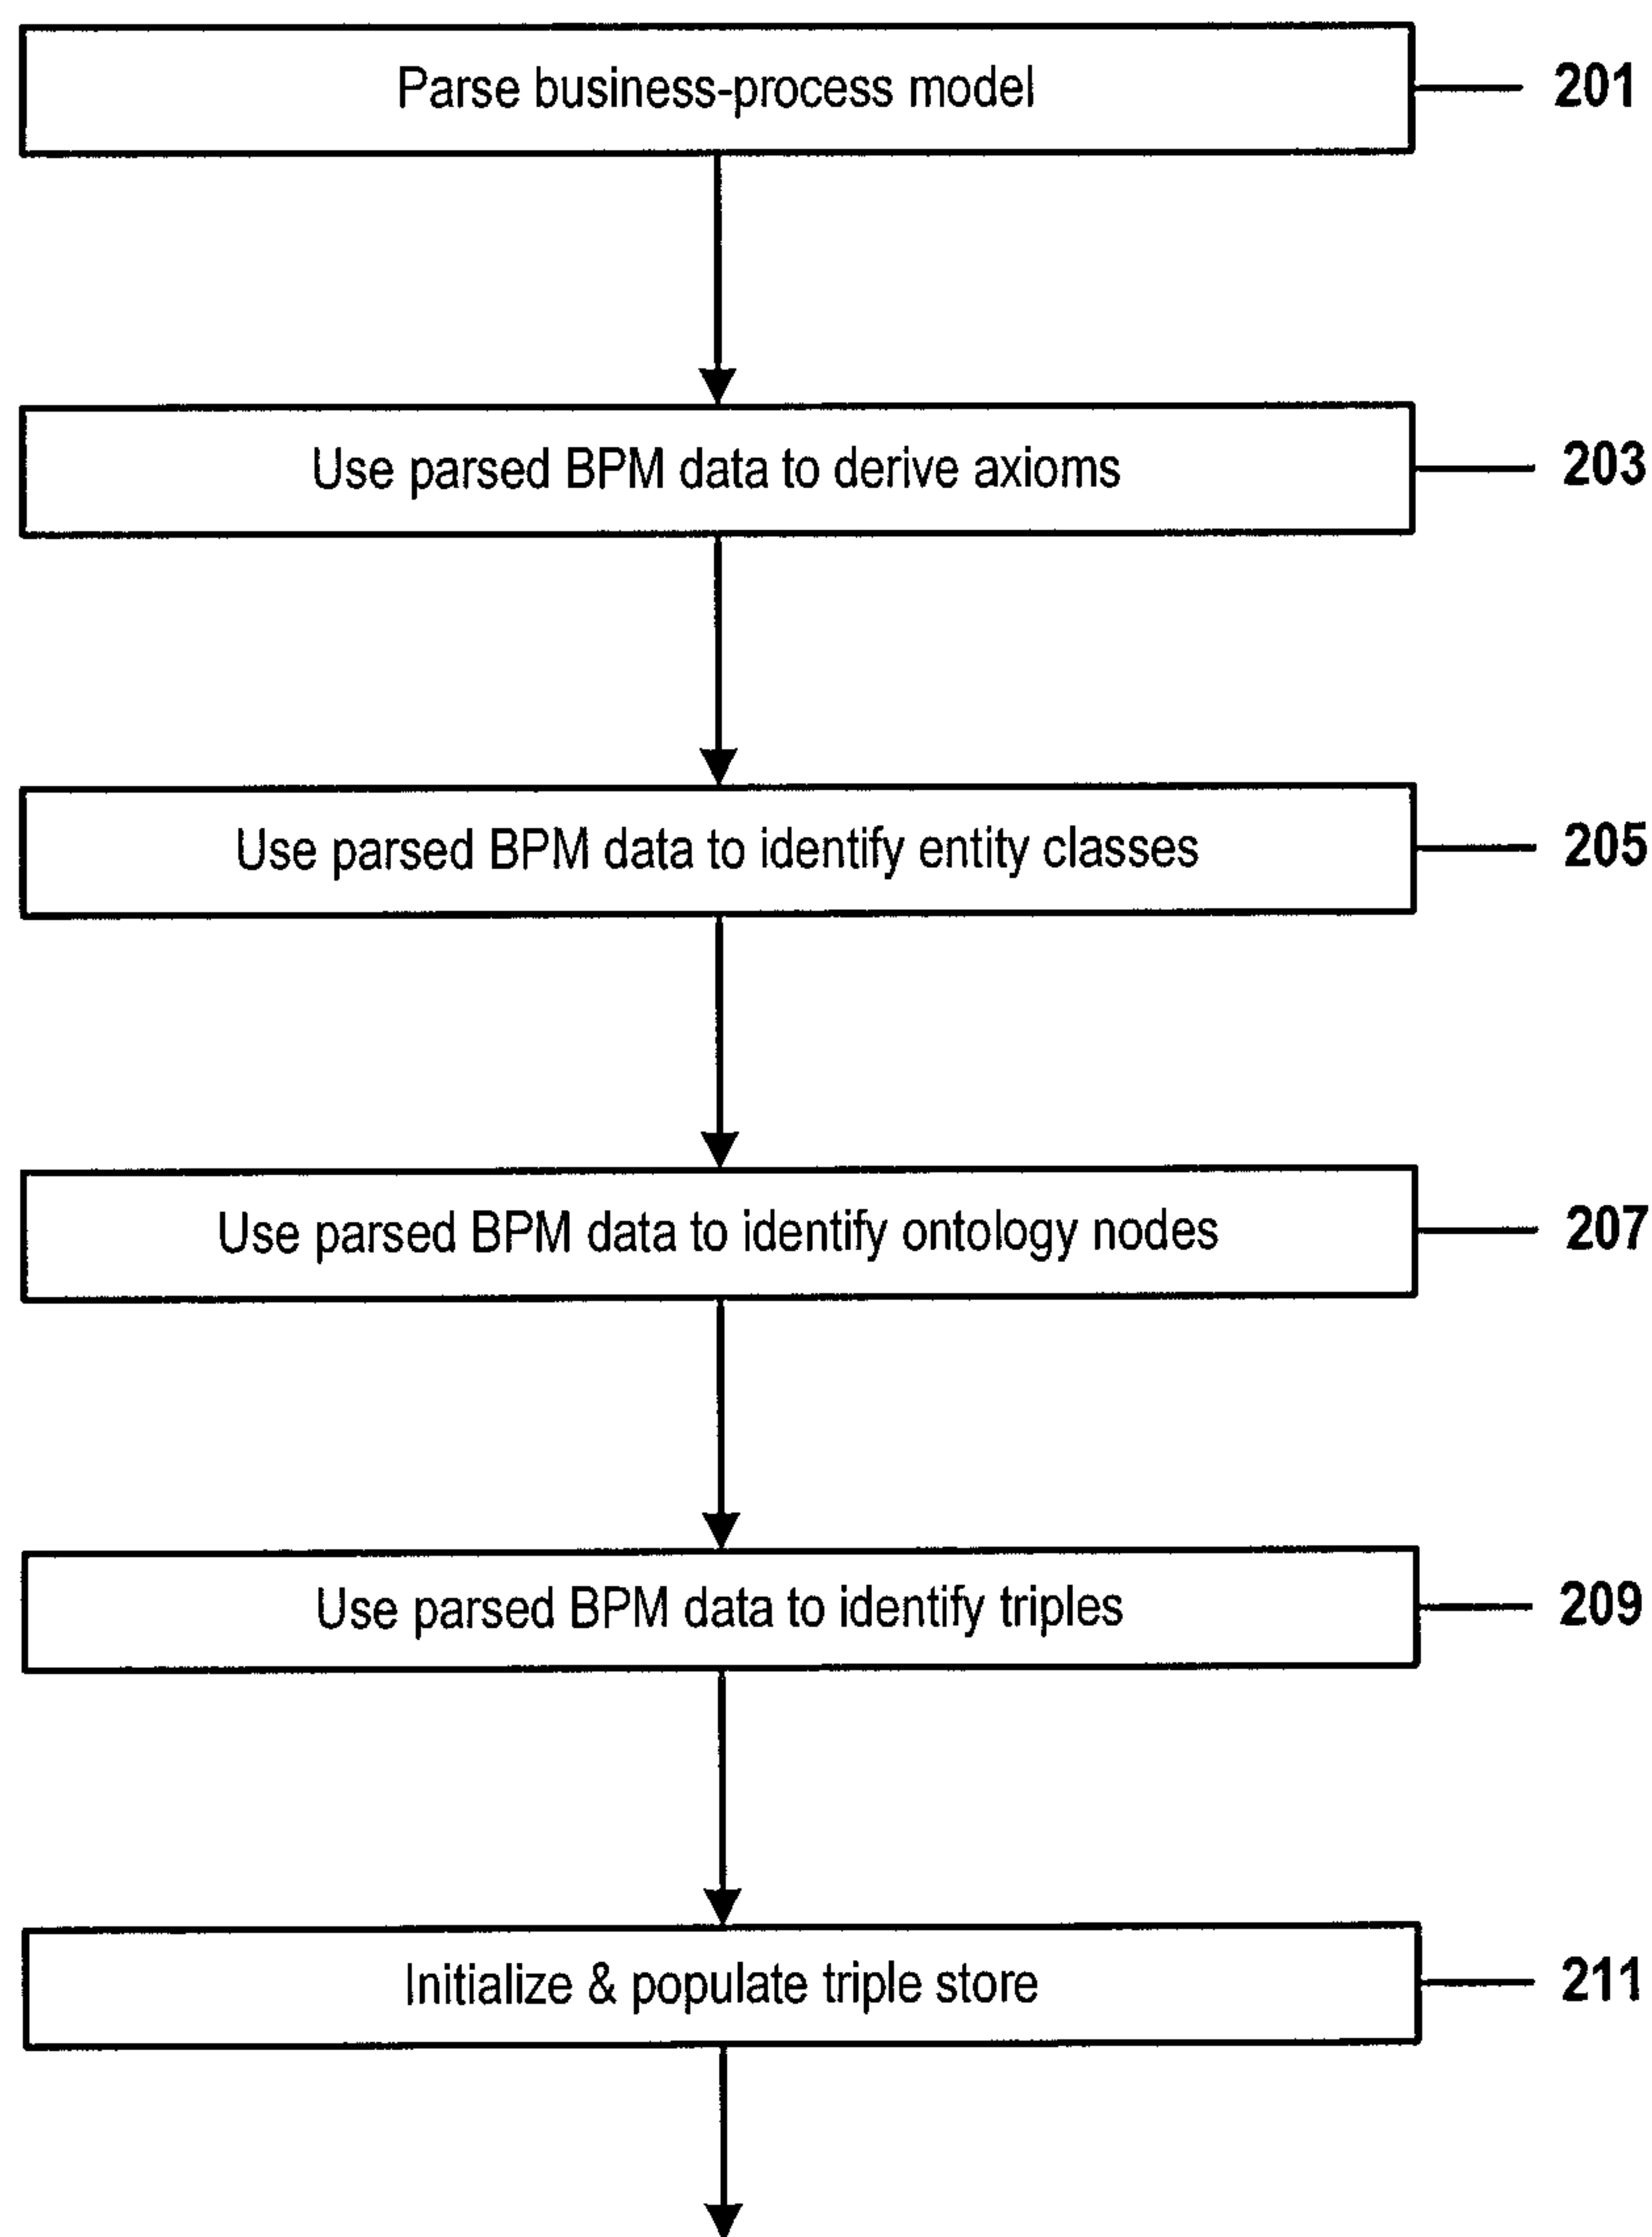 Parse business-process model
201
Use parsed BPM data to derive axioms
203
Use parsed BPM data to identify entity classes
205
Use parsed BPM data to identify ontology nodes
207
Use parsed BPM data to identify triples
209
Initialize & populate triple store
211